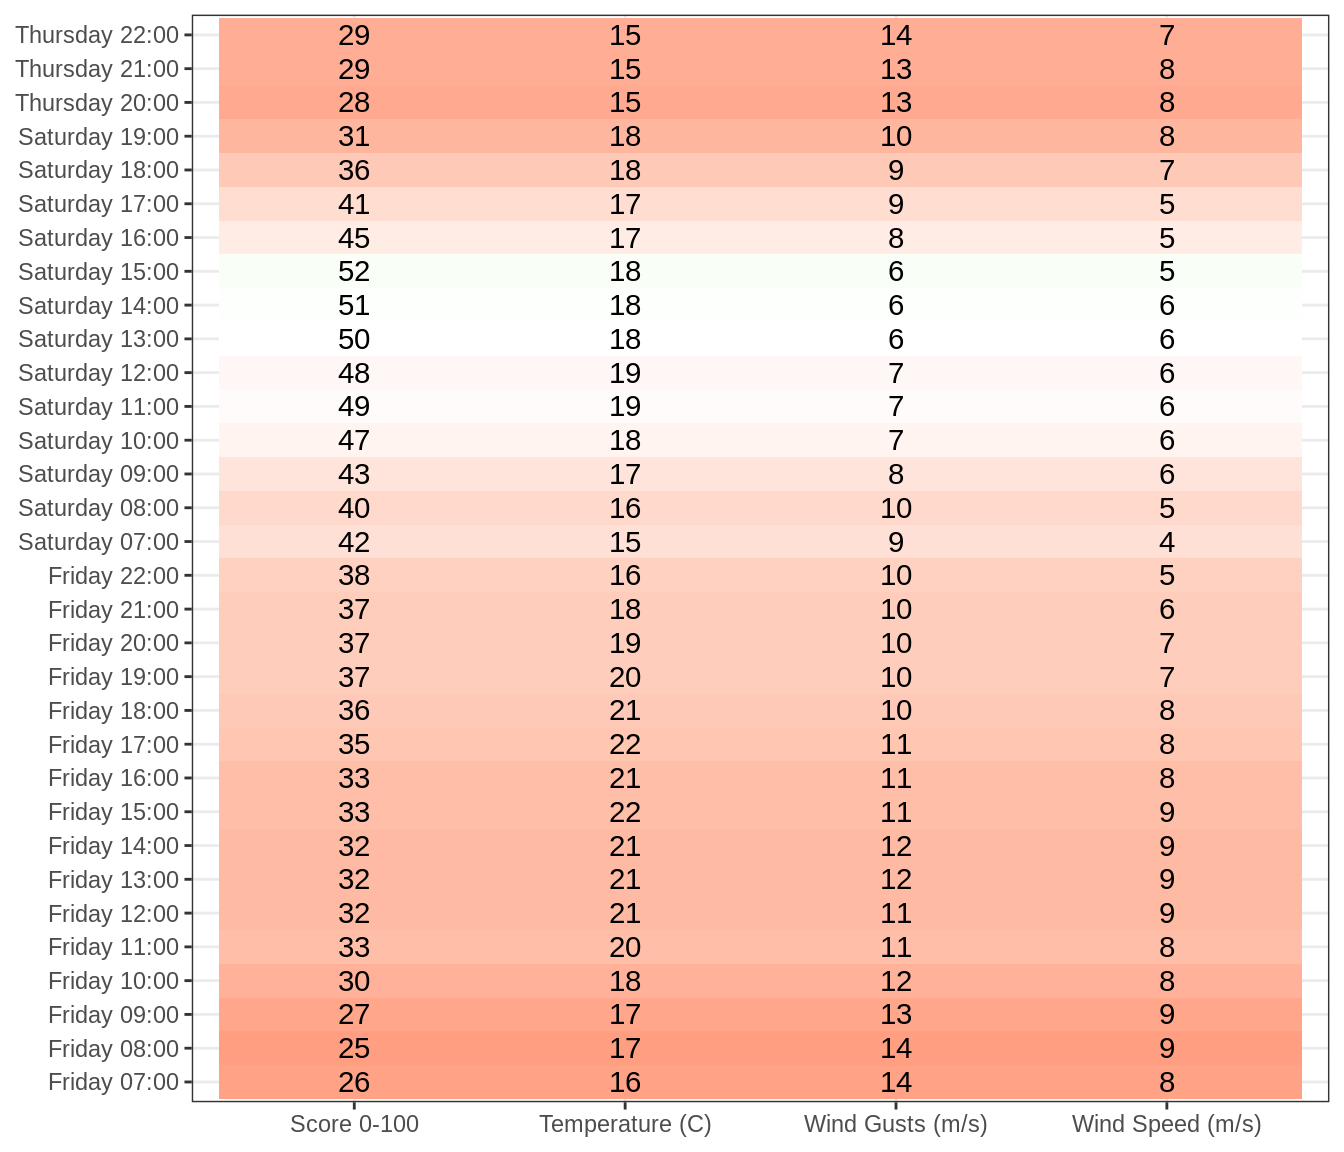 Thursday 22:00 29 15 14 7
Thursday 21:00 29 15 13 8
Thursday 20:00 28 15 13 8
Saturday 19:00 31 18 10 8
Saturday 18:00 36 18 9 7
Saturday 17:00 41 17 9 5
Saturday 16:00 45 17 8 5
Saturday 15:00 52 18 6 5
Saturday 14:00 51 18 6 6
Saturday 13:00 50 18 6 6
Saturday 12:00 48 19 7 6
Saturday 11:00 49 19 7 6
Saturday 10:00 47 18 7 6
Saturday 09:00 43 17 8 6
Saturday 08:00 40 16 10 5
Saturday 07:00 42 15 9 4
Friday 22:00 38 16 10 5
Friday 21:00 37 18 10 6
Friday 20:00 37 19 10 7
Friday 19:00 37 20 10 7
Friday 18:00 36 21 10 8
Friday 17:00 35 22 11 8
Friday 16:00 33 21 11 8
Friday 15:00 33 22 11 9
Friday 14:00 32 21 12 9
Friday 13:00 32 21 12 9
Friday 12:00 32 21 11 9
Friday 11:00 33 20 11 8
Friday 10:00 30 18 12 8
Friday 09:00 27 17 13 9
Friday 08:00 25 17 14 9
Friday 07:00 26 16 14 8
Score 0-100 Temperature (C) Wind Gusts (m/s) Wind Speed (m/s)